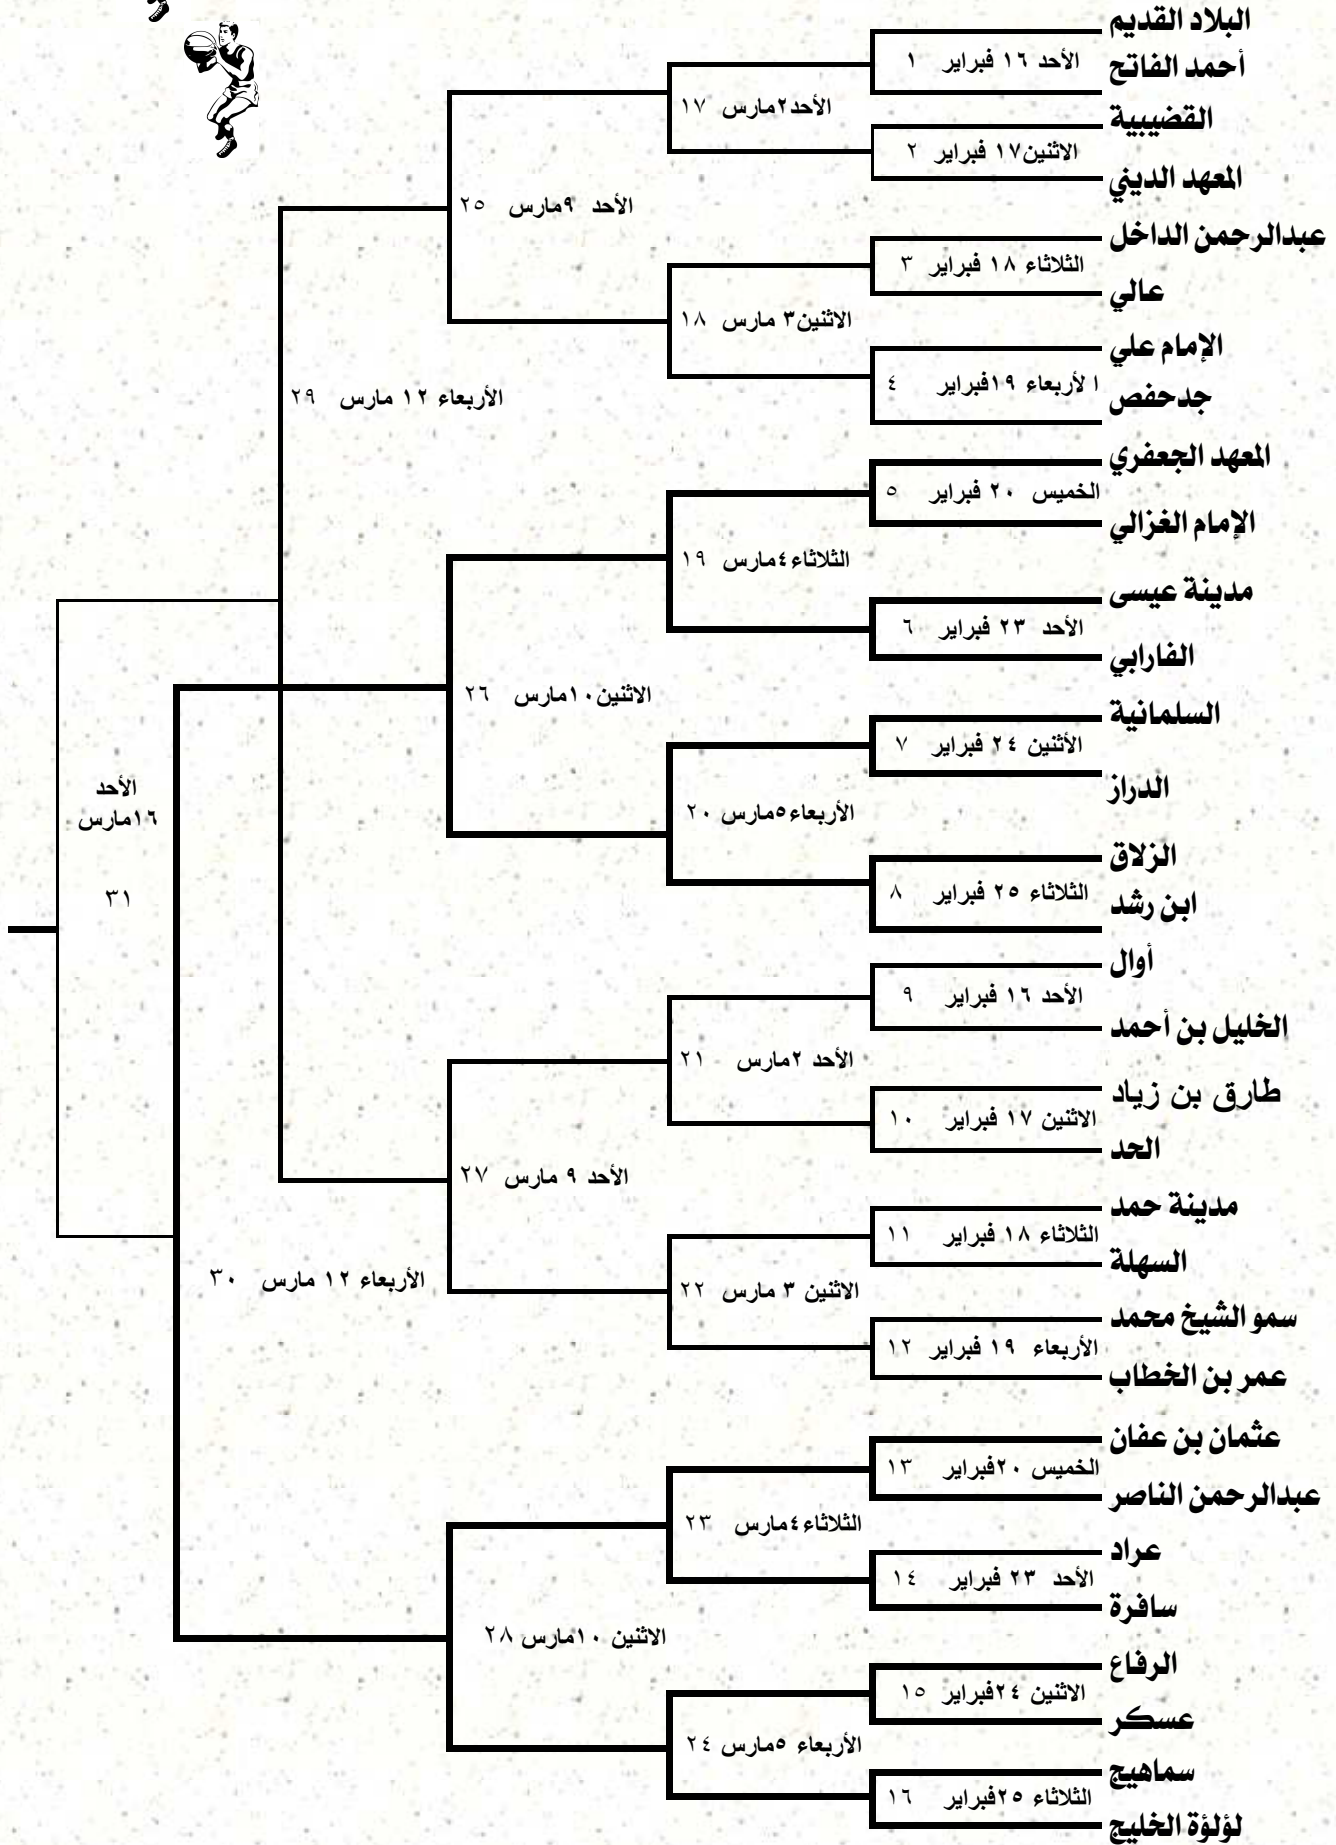 البلاد القديم
الأحد ١٦ فبراير ١
أحمد الفاتح
الأحد٢مارس ١٧
القضيبية
الاثنين١٧ فبراير ٢
المعهد الديني
الأحد ٩مارس ٢٥
عبدالرحمن الداخل
الثلاثاء ١٨ فبراير ٣
عالي
الاثنين٣ مارس ١٨
الإمام علي
الأربعاء ١٩فبراير ٤
جدحفص
الأربعاء ١٢ مارس ٢٩
المعهد الجعفري
الخميس ٢٠ فبراير ٥
الإمام الغزالي
الثلاثاء٤مارس ١٩
مدينة عيسى
الأحد ٢٣ فبراير ٦
الفارابي
الاثنين١٠مارس ٢٦
السلمانية
الأثنين ٢٤ فبراير ٧
الدراز
الأربعاء٥مارس ٢٠
الزلاق
الثلاثاء ٢٥ فبراير ٨
ابن رشد
الأحد
١٦مارس
٣١
أوال
الأحد ١٦ فبراير ٩
الخليل بن أحمد
الأحد ٢مارس ٢١
طارق بن زياد
الاثنين ١٧ فبراير ١٠
الحد
الأحد ٩ مارس ٢٧
مدينة حمد
الثلاثاء ١٨ فبراير ١١
السهلة
الاثنين ٣ مارس ٢٢
سمو الشيخ محمد
الأربعاء ١٩ فبراير ١٢
عمر بن الخطاب
الأربعاء ١٢ مارس ٣٠
عثمان بن عفان
الخميس ٢٠فبراير ١٣
عبدالرحمن الناصر
الثلاثاء٤مارس ٢٣
عراد
الأحد ٢٣ فبراير ١٤
سافرة
الاثنين ١٠مارس ٢٨
الرفاع
الاثنين ٢٤فبراير ١٥
عسكر
الأربعاء ٥مارس ٢٤
سماهيج
الثلاثاء ٢٥فبراير ١٦
لؤلؤة الخليج